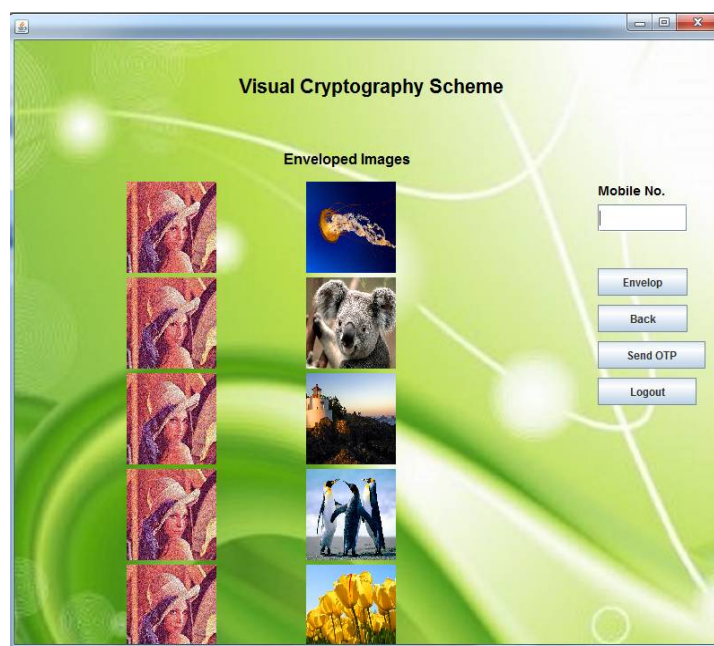 Visual Cryptography Scheme
Enveloped Images
Mobile No.
Envelop
Back
Send OTP
Logout